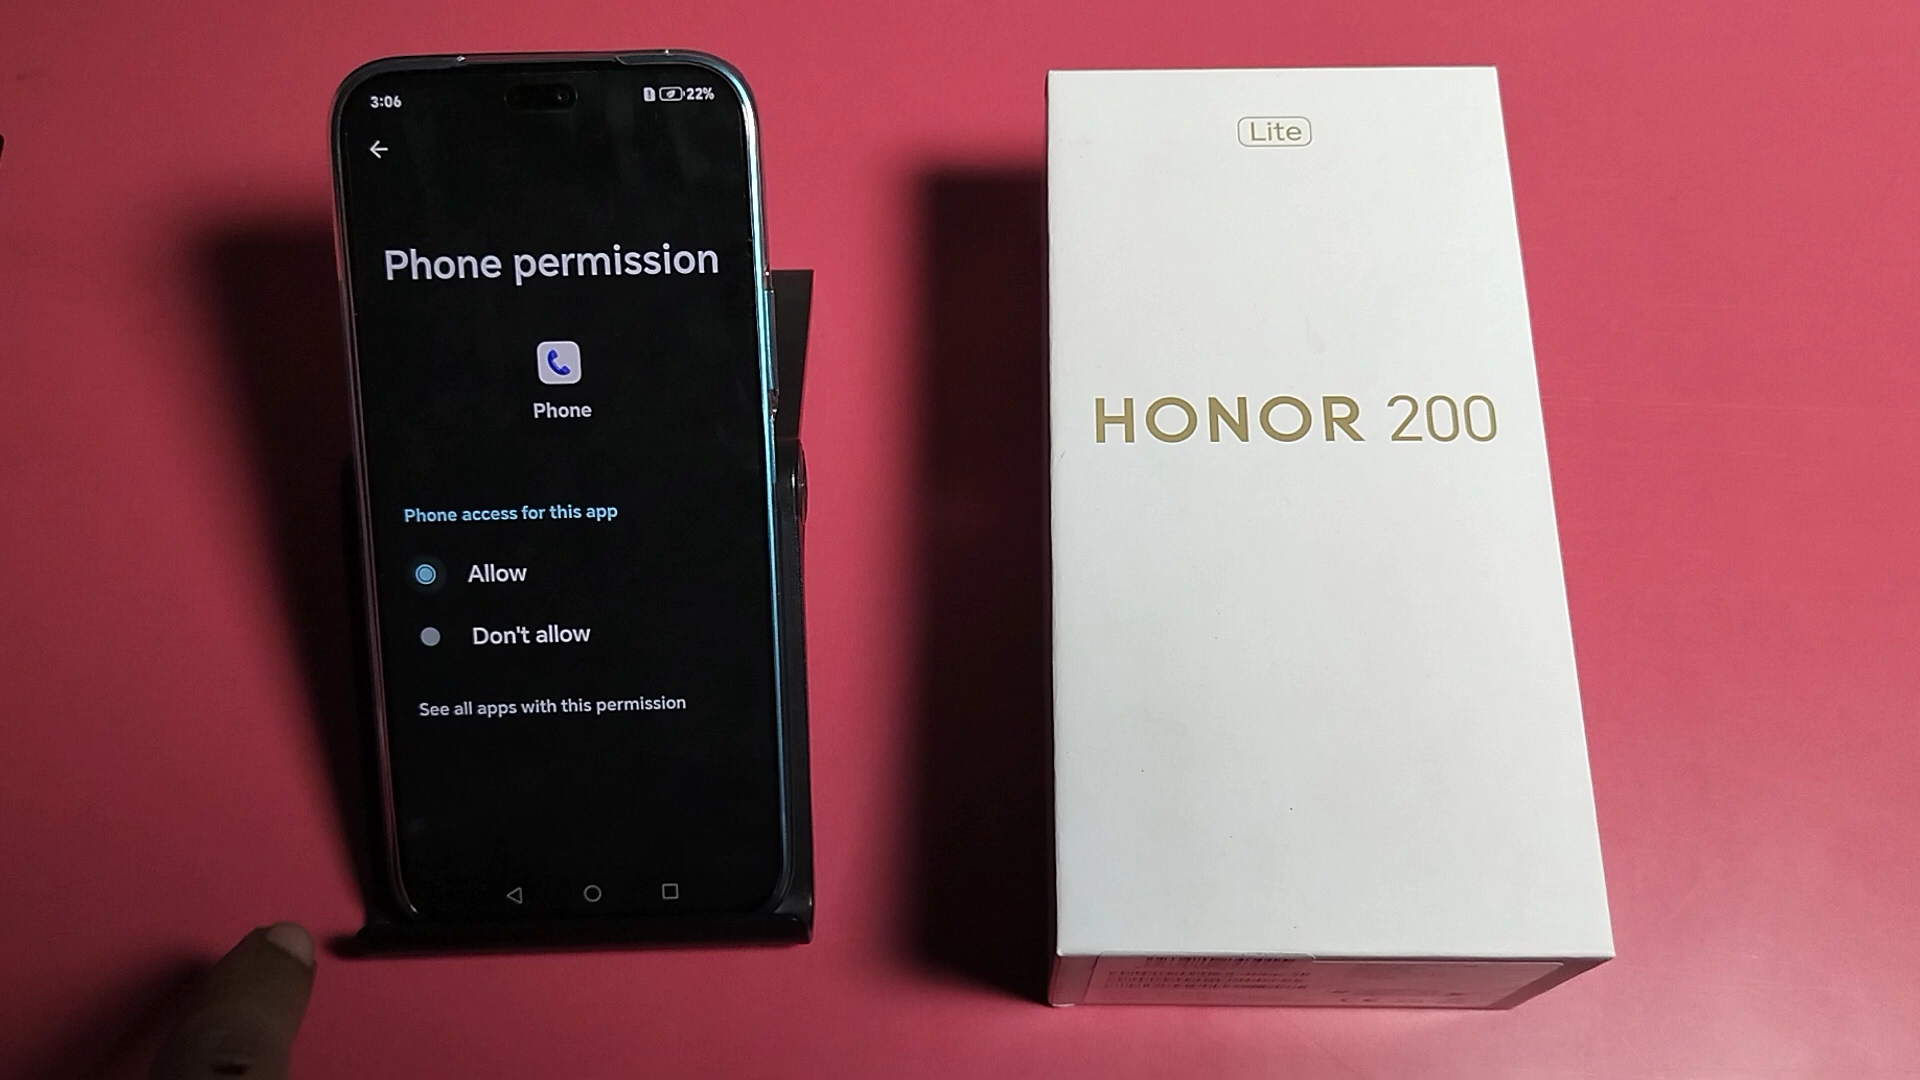 3:06
22%
Phone permission
Phone
Phone access for this app
Allow
Don't allow
See all apps with this permission
Lite
HONOR 200